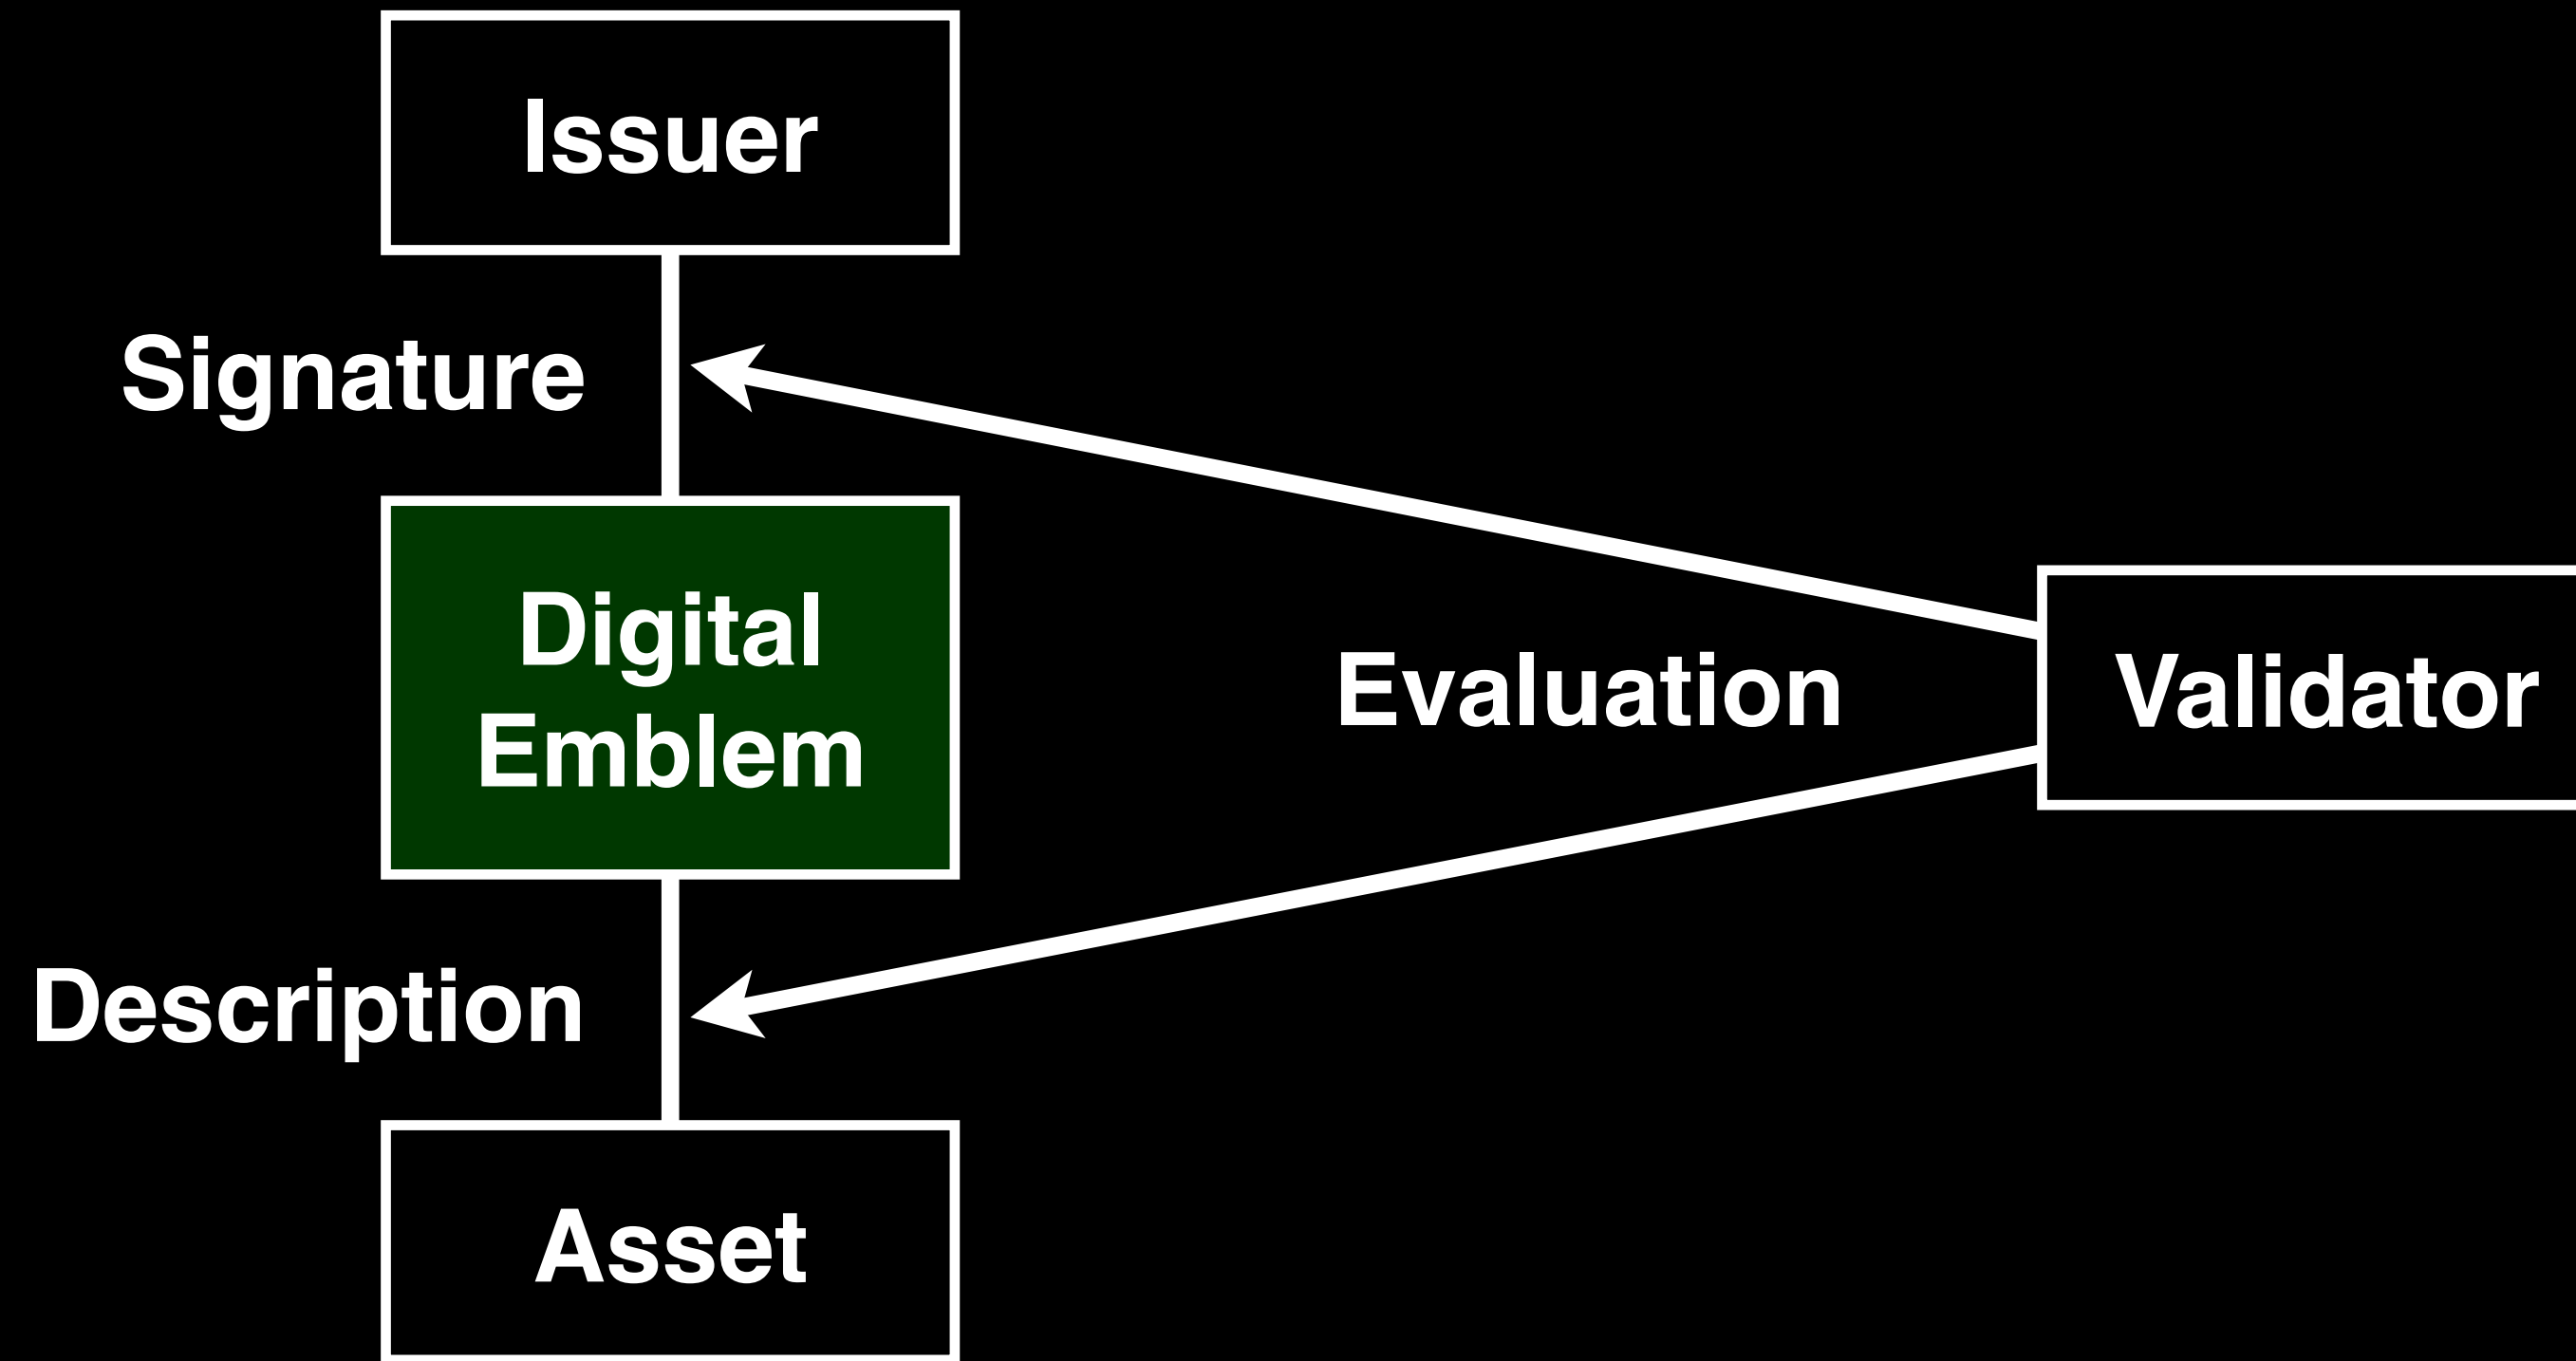 Issuer
Signature
Digital
Emblem
Evaluation
Validator
Description
Asset